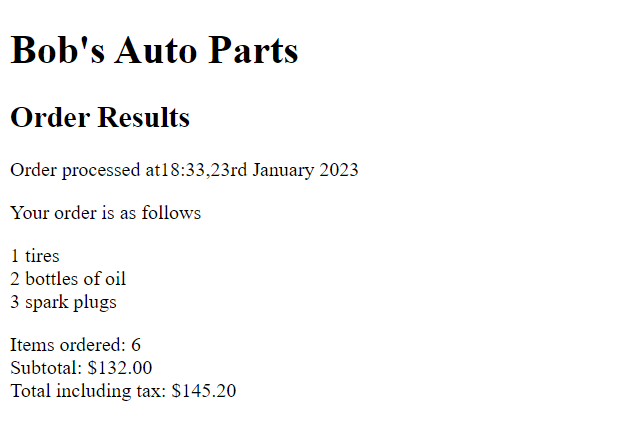 Bob's Auto Parts
Order Results
Order processed at18:33,23rd January 2023
Your order is as follows
1 tires
2 bottles of oil
3 spark plugs
Items ordered: 6
Subtotal: $132.00
Total including tax: $145.20